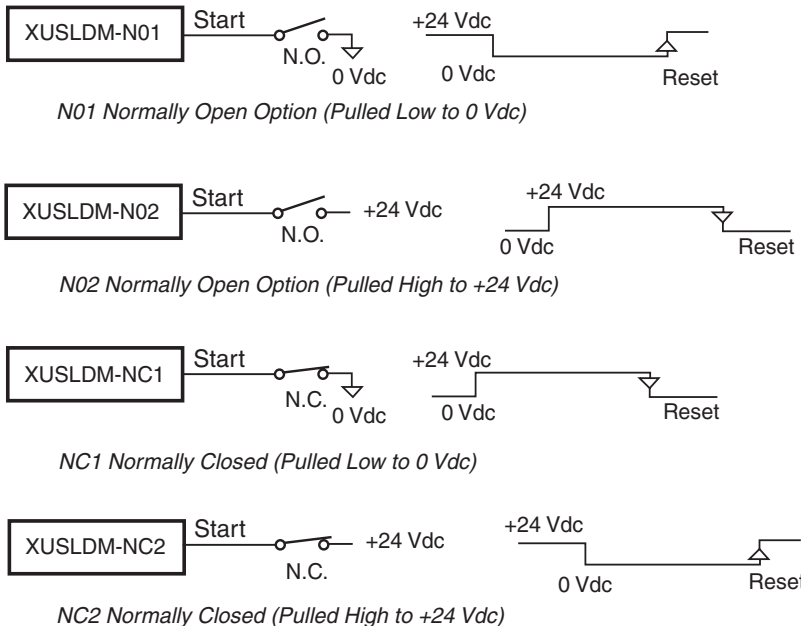 XUSLDM-N01 Start N.O. 0 Vdc +24 Vdc 0 Vdc Reset
N01 Normally Open Option (Pulled Low to 0 Vdc)
XUSLDM-N02 Start N.O. +24 Vdc +24 Vdc 0 Vdc Reset
N02 Normally Open Option (Pulled High to +24 Vdc)
XUSLDM-NC1 Start N.C. 0 Vdc +24 Vdc 0 Vdc Reset
NC1 Normally Closed (Pulled Low to 0 Vdc)
XUSLDM-NC2 Start N.C. +24 Vdc +24 Vdc 0 Vdc Reset
NC2 Normally Closed (Pulled High to +24 Vdc)